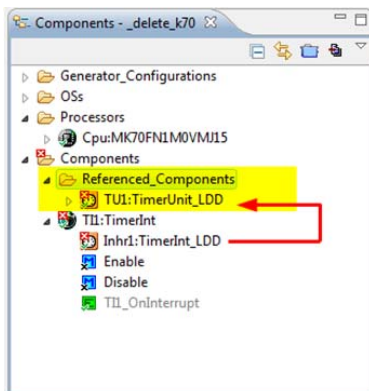 Components - _delete_k70
Generator_Configurations
OSs
Processors
Cpu:MK70FN1M0VMJ15
Components
Referenced_Components
TU1:TimerUnit_LDD
TI1:TimerInt
Inhr1:TimerInt_LDD
Enable
Disable
TI1_OnInterrupt